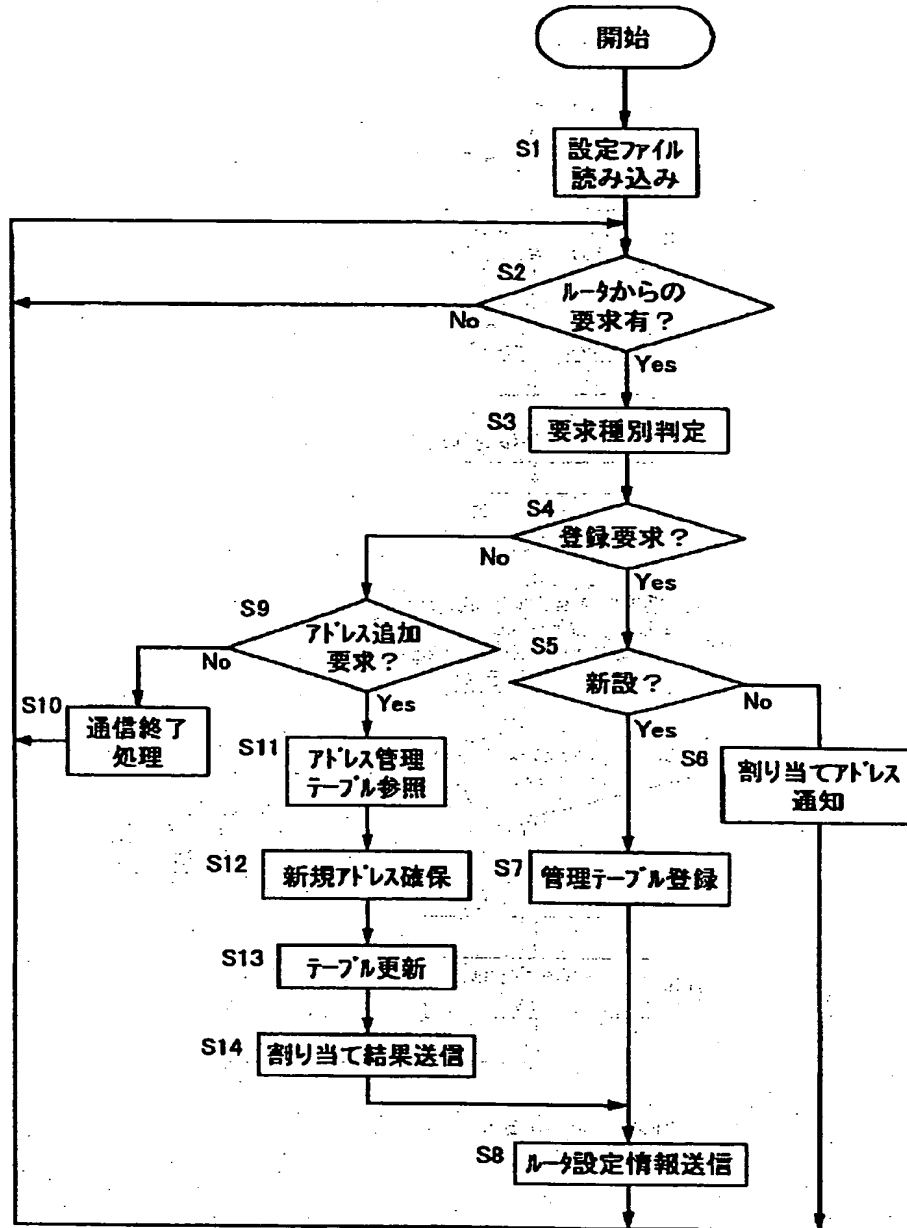 開始
S1
設定ファイル
読み込み
S2
ルータからの
要求有？
No
Yes
S3
要求種別判定
S4
登録要求？
No
Yes
S9
アドレス追加
要求？
No
Yes
S5
新設？
No
Yes
S10
通信終了
処理
S11
アドレス管理
テーブル参照
S6
割り当てアドレス
通知
S12
新規アドレス確保
S7
管理テーブル登録
S13
テーブル更新
S14
割り当て結果送信
S8
ルータ設定情報送信